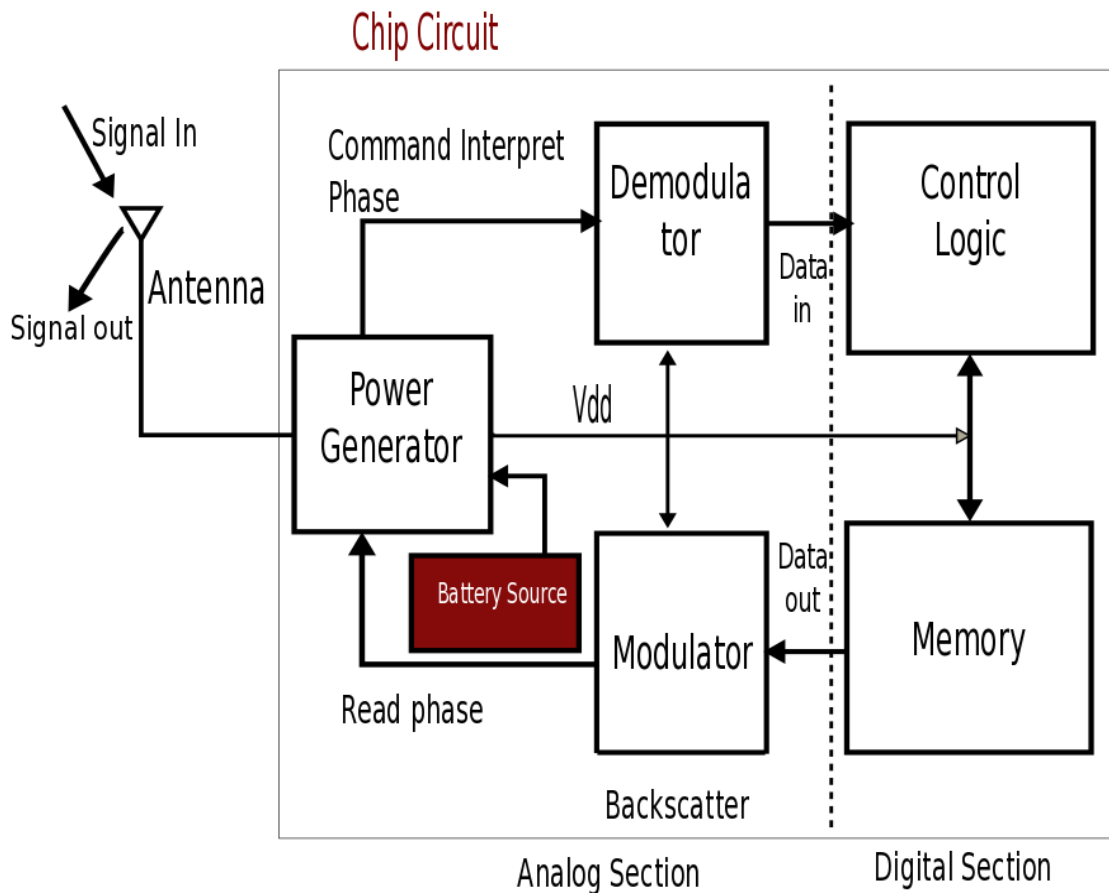 Chip Circuit
Signal In
Command Interpret
Phase
Demodula
tor
Control
Logic
Antenna
Data
in
Signal out
Power
Generator
Vdd
Battery Source
Data
out
Modulator
Memory
Read phase
Backscatter
Analog Section
Digital Section